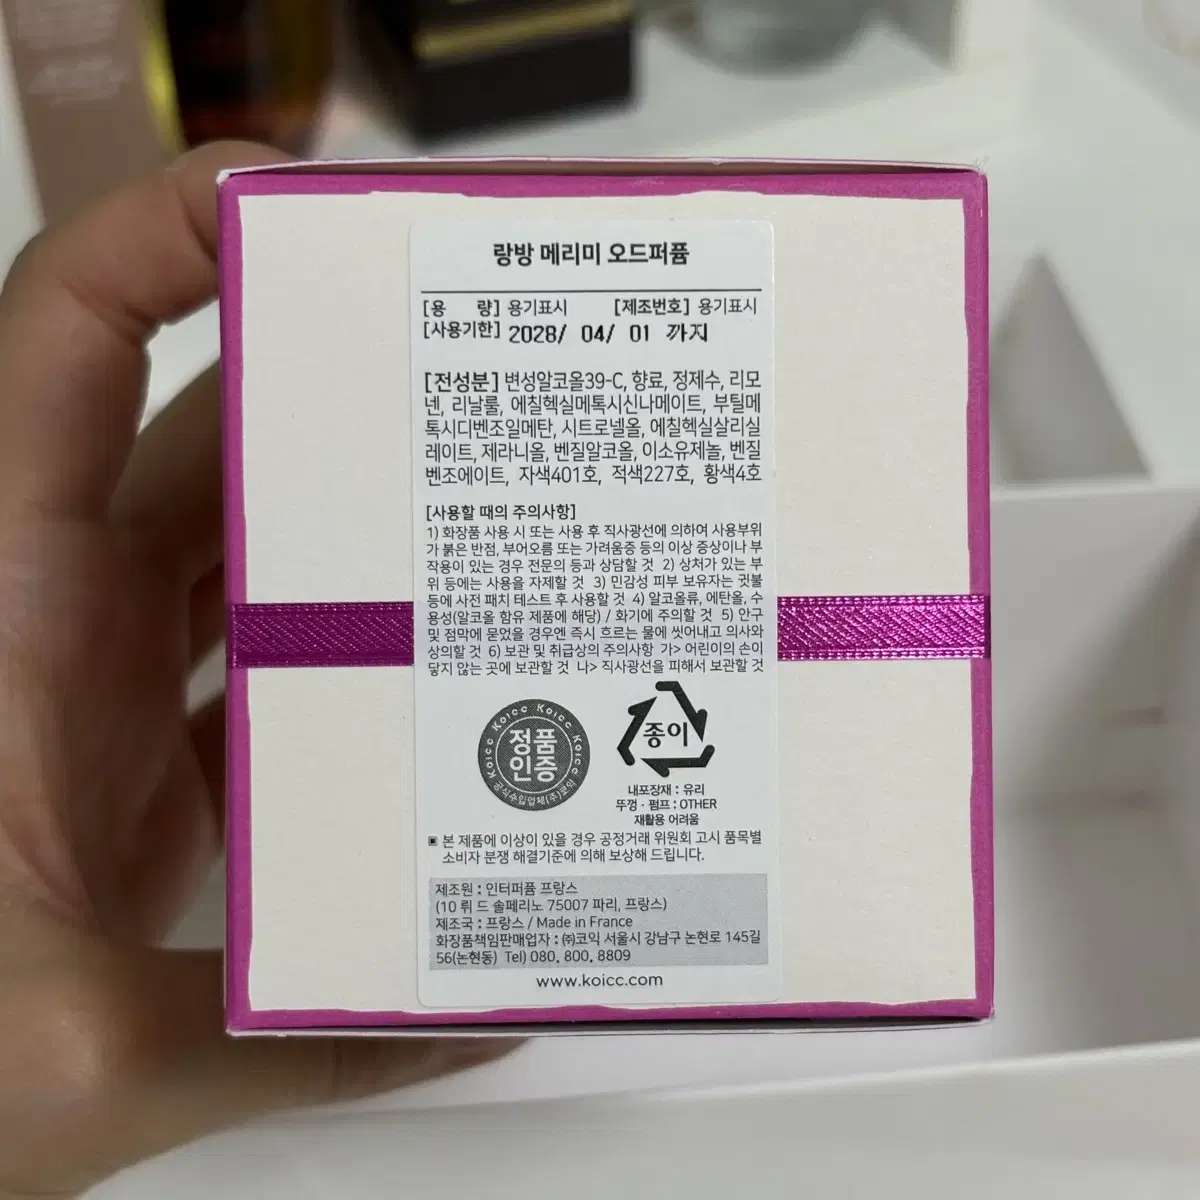 랑방 메리미 오드퍼퓸
[용 량] 용기표시 [제조번호] 용기표시
[사용기한] 2028/ 04/ 01 까지
[전성분] 변성알코올39-C, 향료, 정제수, 리모
넨, 리날룰, 에칠헥실메톡시신나메이트, 부틸메
톡시디벤조일메탄, 시트로넬올, 에칠헥실살리실
레이트, 제라니올, 벤질알코올, 이소유제놀, 벤질
벤조에이트, 자색401호, 적색227호, 황색4호
[사용할 때의 주의사항]
1) 화장품 사용 시 또는 사용 후 직사광선에 의하여 사용부위
가 붉은 반점, 부어오름 또는 가려움증 등의 이상 증상이나 부
작용이 있는 경우 전문의 등과 상담할 것 2) 상처가 있는 부
위 등에는 사용을 자제할 것 3) 민감성 피부 보유자는 귓불
등에 사전 패치 테스트 후 사용할 것 4) 알코올류, 에탄올, 수
용성(알코올 함유 제품에 해당) / 화기에 주의할 것 5) 안구
및 점막에 묻었을 경우엔 즉시 흐르는 물에 씻어내고 의사와
상의할 것 6) 보관 및 취급상의 주의사항 가> 어린이의 손이
닿지 않는 곳에 보관할 것 나> 직사광선을 피해서 보관할 것
Koicc Koicc Koicc Koicc
정품
인증
공식수입업체(주)코익
종이
내포장재 : 유리
뚜껑 · 펌프 : OTHER
재활용 어려움
▣ 본 제품에 이상이 있을 경우 공정거래 위원회 고시 품목별
소비자 분쟁 해결기준에 의해 보상해 드립니다.
제조원 : 인터퍼퓸 프랑스
(10 뤼 드 솔페리노 75007 파리, 프랑스)
제조국 : 프랑스 / Made in France
화장품책임판매업자 : ㈜코익 서울시 강남구 논현로 145길
56(논현동) Tel) 080. 800. 8809
www.koicc.com